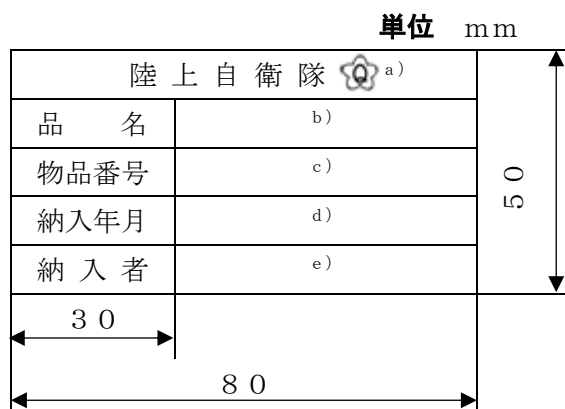 単位 mm
陸上自衛隊 Q a)
品 名 b)
物品番号 c)
納入年月 d)
納入者 e)
50
30
80